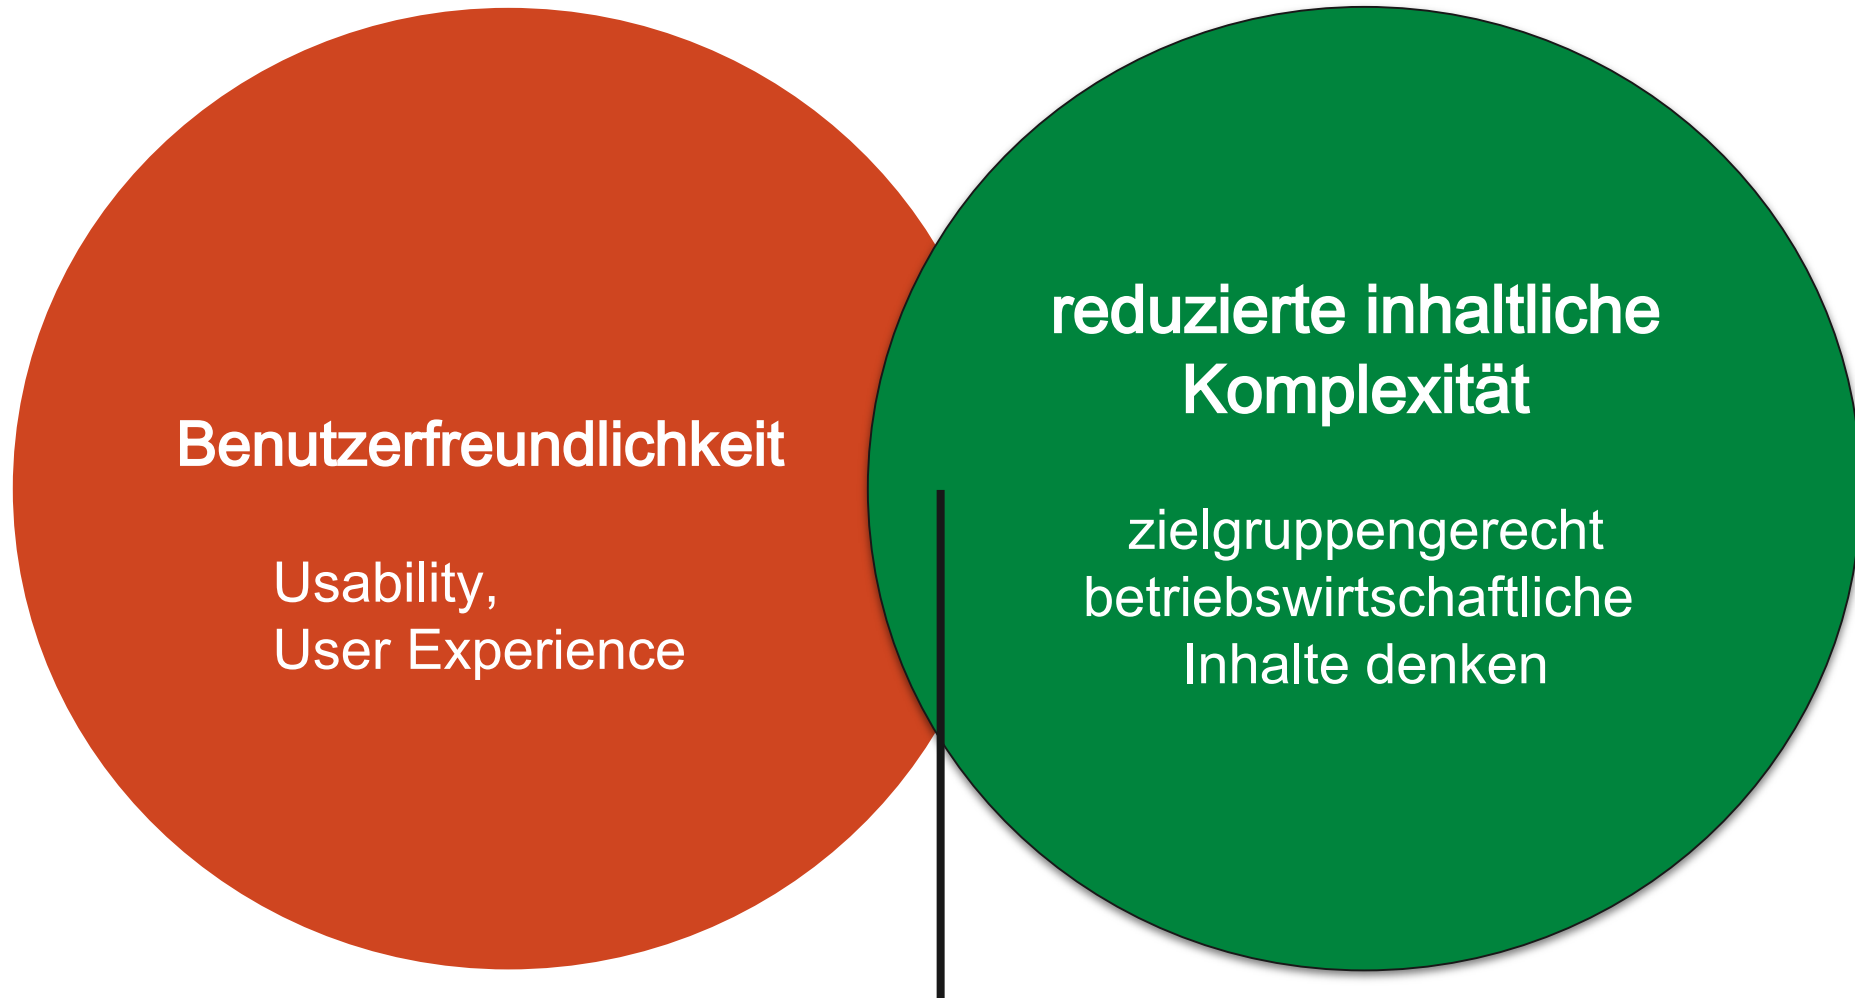 Benutzerfreundlichkeit
Usability,
User Experience
reduzierte inhaltliche
Komplexität
zielgruppengerecht
betriebswirtschaftliche
Inhalte denken